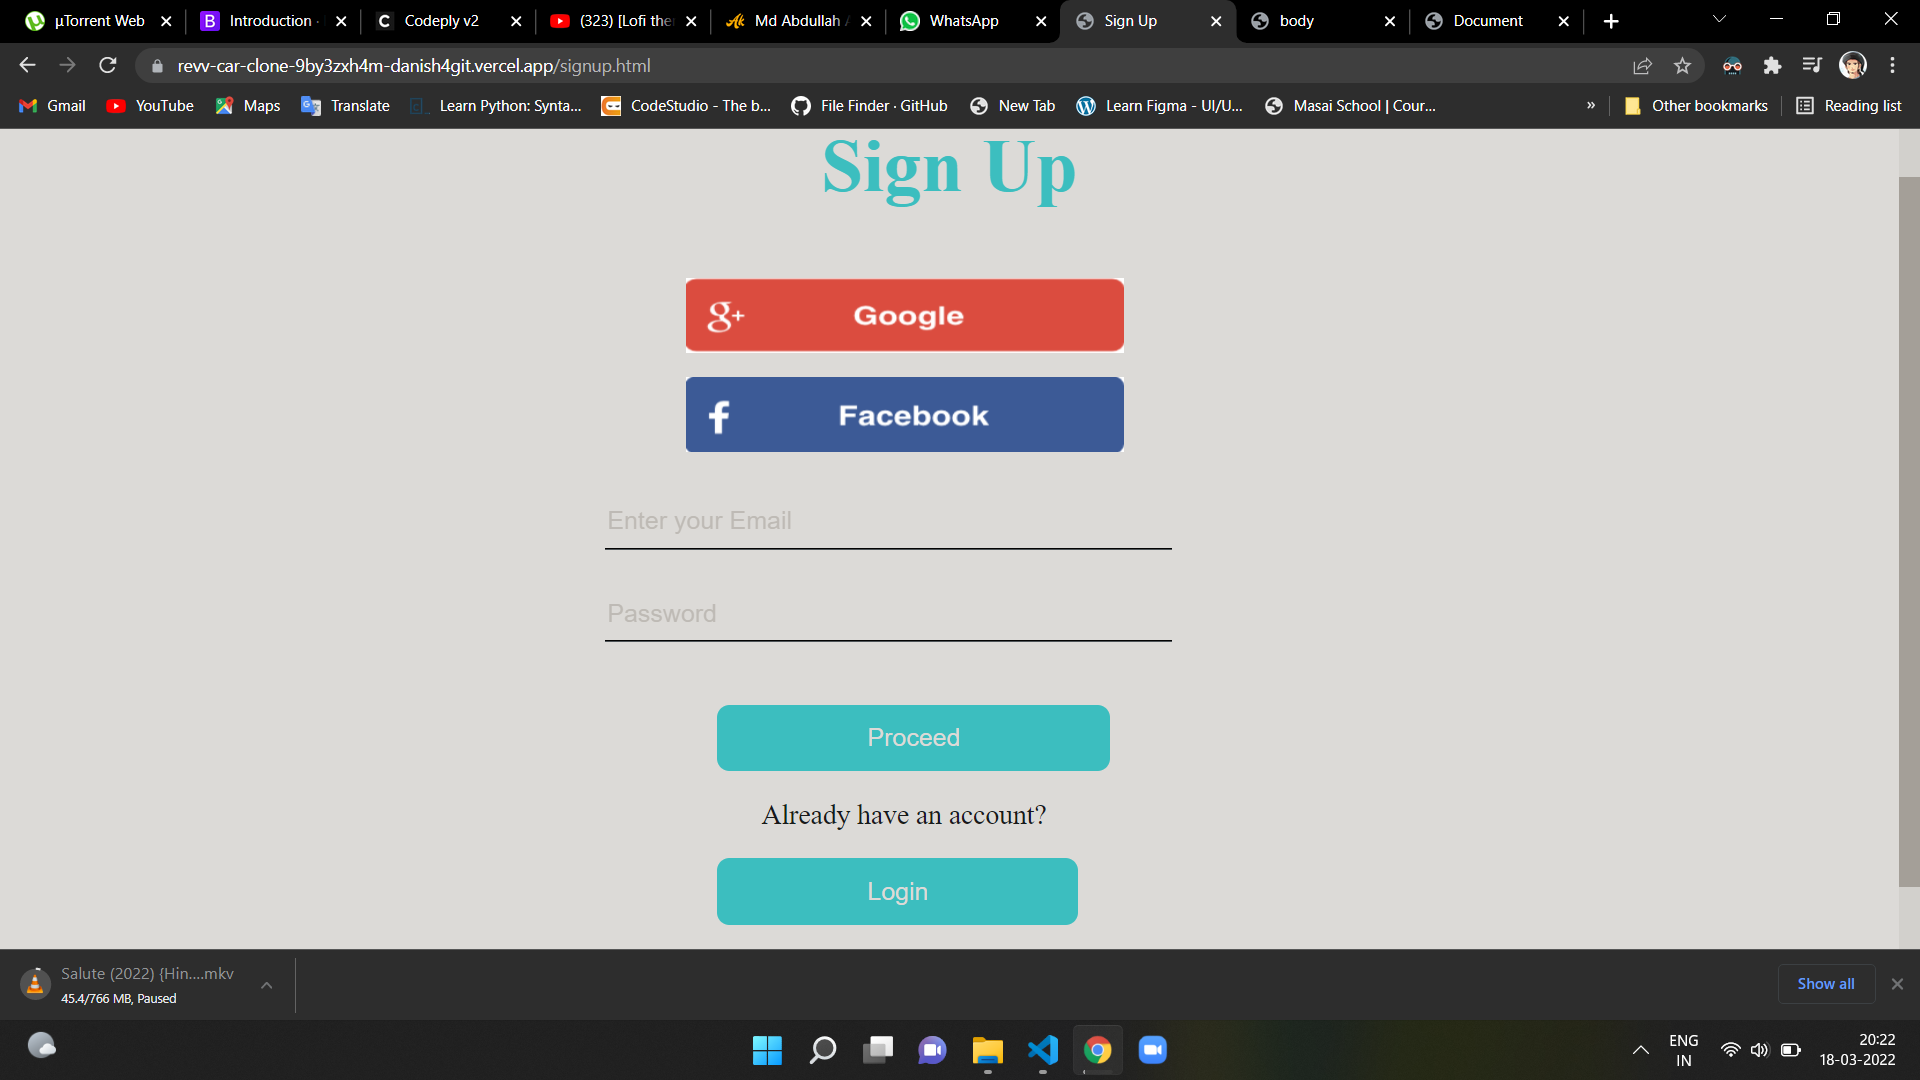 µTorrent Web
Introduction ·
Codeply v2
(323) [Lofi the
Md Abdullah A
WhatsApp
Sign Up
body
Document
revv-car-clone-9by3zxh4m-danish4git.vercel.app/signup.html
Gmail
YouTube
Maps
Translate
Learn Python: Synta...
CodeStudio - The b...
File Finder · GitHub
New Tab
Learn Figma - UI/U...
Masai School | Cour...
»
Other bookmarks
Reading list
Sign Up
g+ Google
f Facebook
Enter your Email
Password
Proceed
Already have an account?
Login
Salute (2022) {Hin....mkv
45.4/766 MB, Paused
Show all
ENG
IN
20:22
18-03-2022